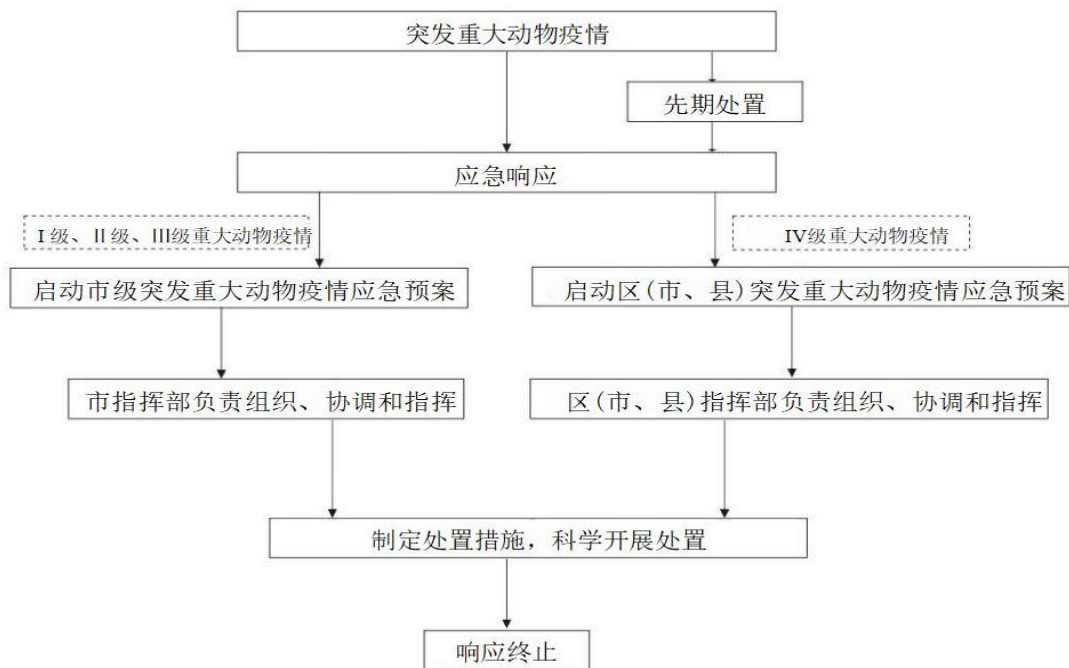 突发重大动物疫情
先期处置
应急响应
I级、II级、III级重大动物疫情
IV级重大动物疫情
启动市级突发重大动物疫情应急预案
启动区(市、县)突发重大动物疫情应急预案
市指挥部负责组织、协调和指挥
区(市、县)指挥部负责组织、协调和指挥
制定处置措施，科学开展处置
响应终止